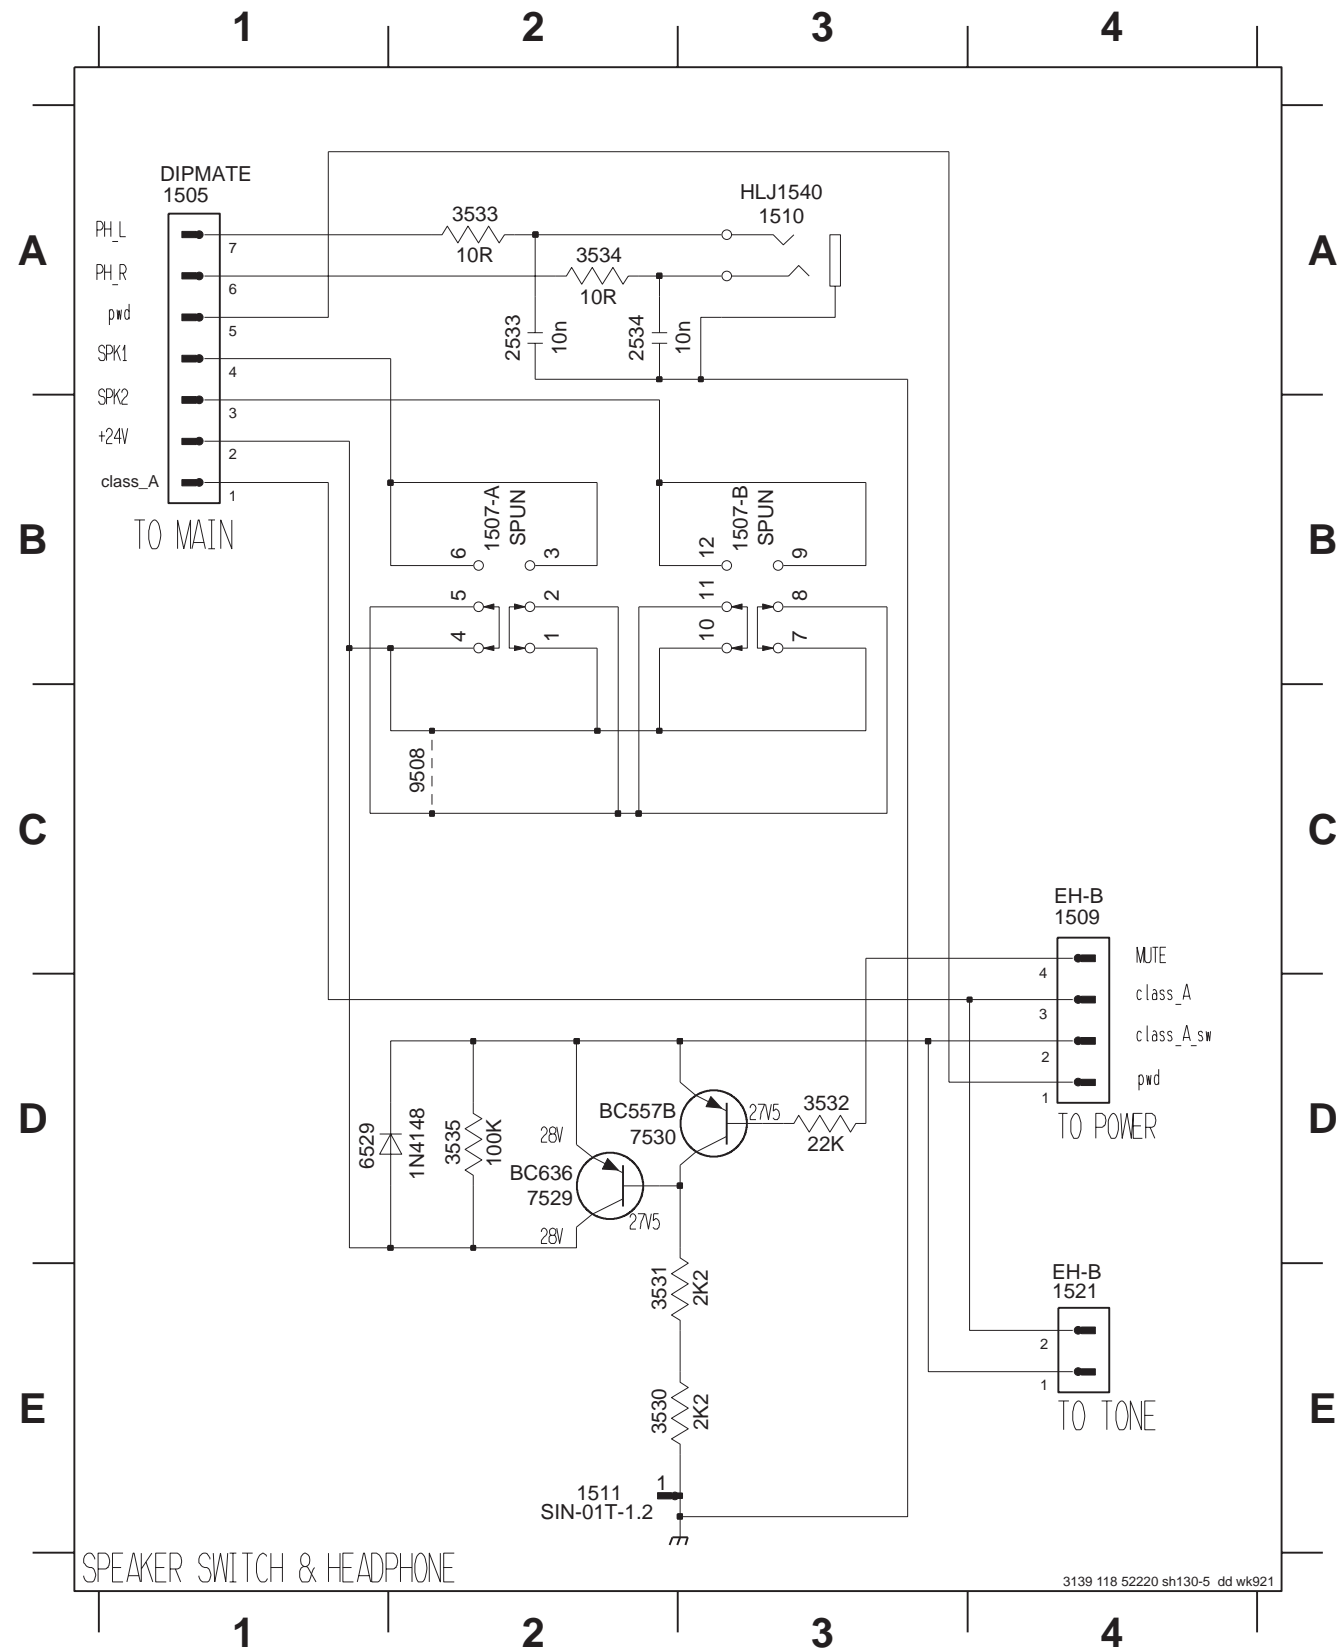 1 2 3 4
DIPMATE
1505
HLJ1540
1510
A
A
PH_L
7
3533
10R
PH_R
6
3534
10R
pwd
5
2533
10n
2534
10n
SPK1
4
SPK2
3
+24V
2
class_A
1
TO MAIN
B
B
1507-A
SPUN
1507-B
SPUN
6 3 12 9
5 2 11 8
4 1 10 7
9508
C
C
EH-B
1509
MUTE
4
class_A
3
class_A_sw
2
pwd
1
TO POWER
D
D
BC557B
7530
27V5
3532
22K
6529
1N4148
3535
100K
28V
BC636
7529
27V5
28V
3531
2K2
EH-B
1521
2
1
TO TONE
E
E
3530
2K2
1
1511
SIN-01T-1.2
SPEAKER SWITCH & HEADPHONE
3139 118 52220 sh130-5 dd wk921
1 2 3 4